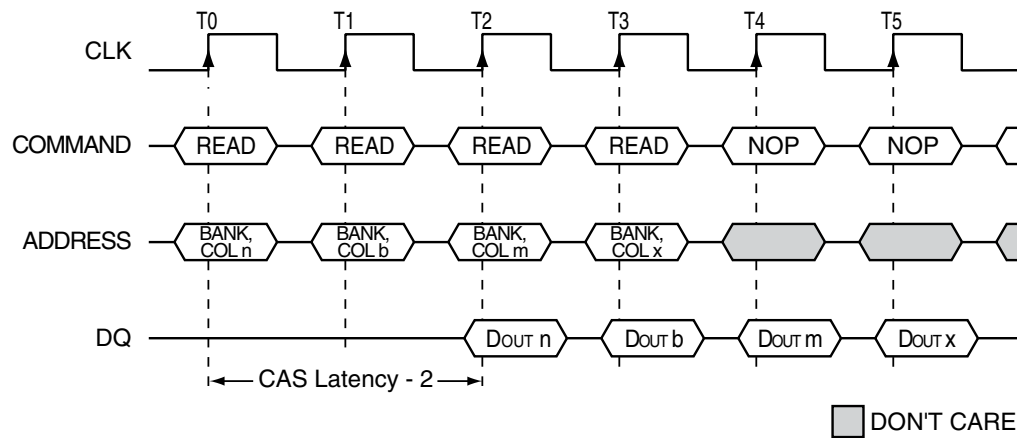 T0 T1 T2 T3 T4 T5
CLK
COMMAND READ READ READ READ NOP NOP
ADDRESS BANK, COL n BANK, COL b BANK, COL m BANK, COL x
DQ DOUT n DOUT b DOUT m DOUT x
CAS Latency - 2
DON'T CARE